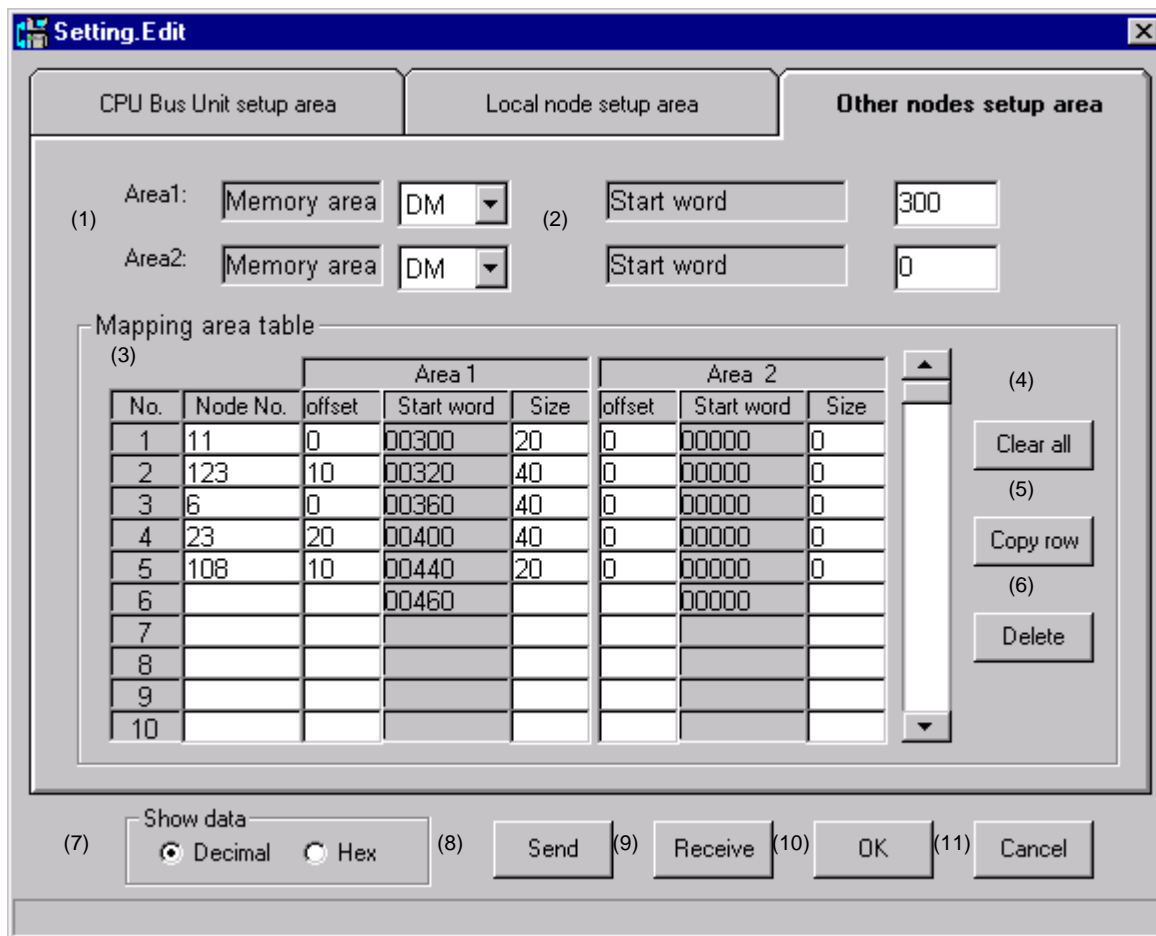 Setting.Edit
CPU Bus Unit setup area Local node setup area Other nodes setup area
Area1: Memory area DM Start word 300
(1) (2)
Area2: Memory area DM Start word 0
Mapping area table
(3)
Area 1 Area 2
(4)
No. Node No. offset Start word Size offset Start word Size
1 11 0 00300 20 0 00000 0 Clear all
2 123 10 00320 40 0 00000 0
3 6 0 00360 40 0 00000 0 (5)
4 23 20 00400 40 0 00000 0 Copy row
5 108 10 00440 20 0 00000 0
6 00460 00000 (6)
7 Delete
8
9
10
Show data
(7) Decimal Hex (8) Send (9) Receive (10) OK (11) Cancel